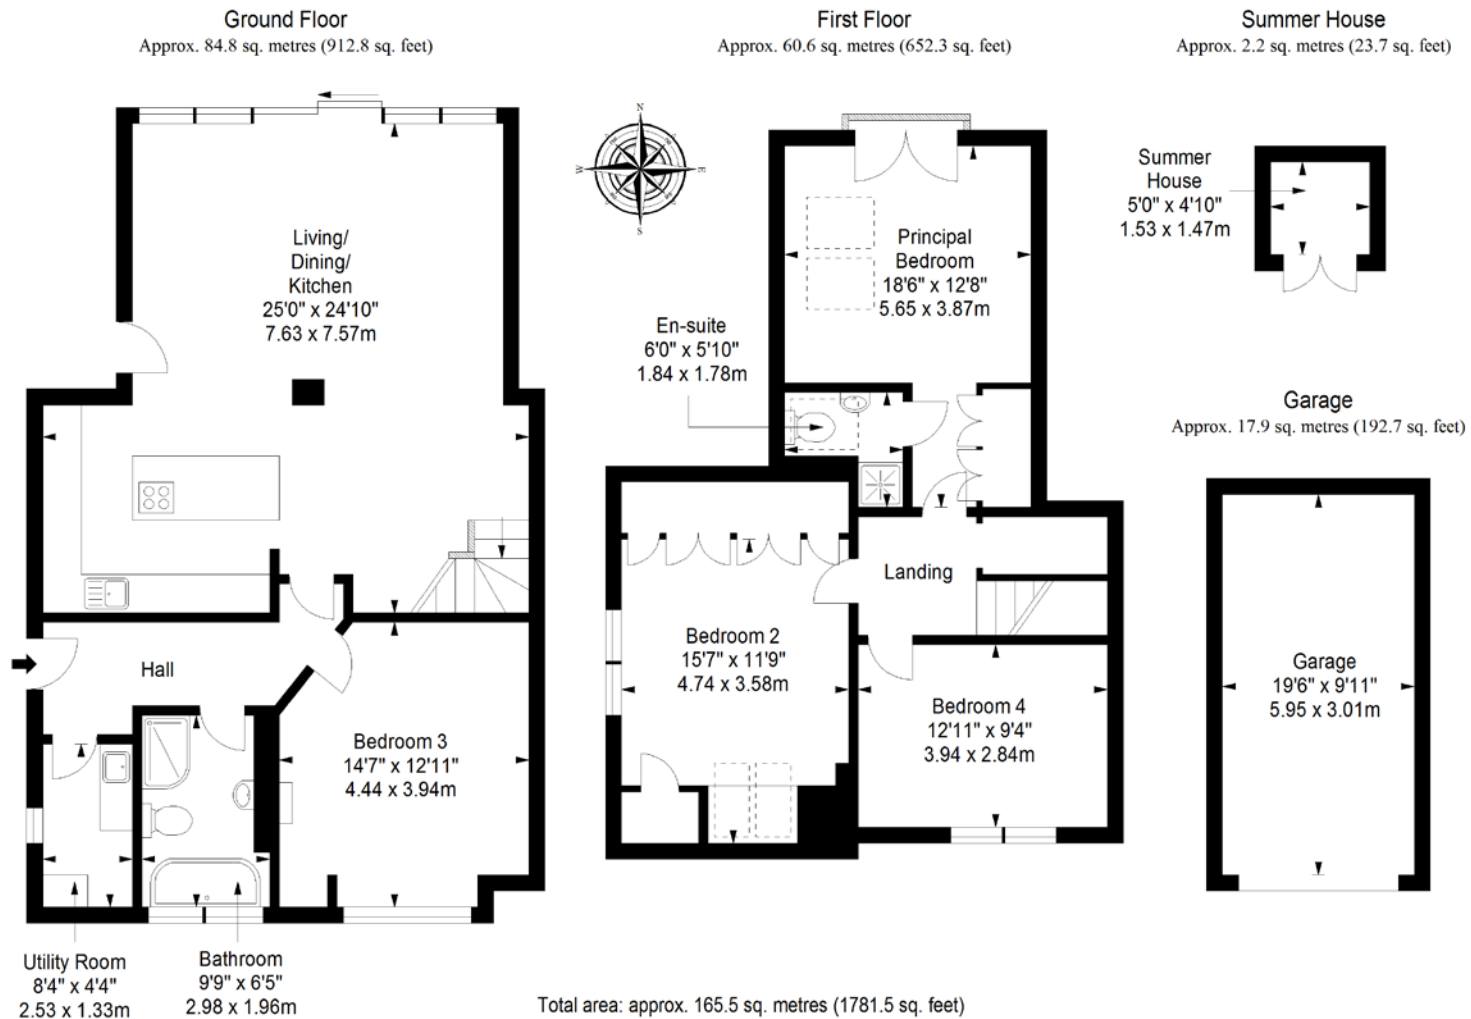 Ground Floor
Approx. 84.8 sq. metres (912.8 sq. feet)
Living/
Dining/
Kitchen
25'0" x 24'10"
7.63 x 7.57m
Hall
Bedroom 3
14'7" x 12'11"
4.44 x 3.94m
Utility Room
8'4" x 4'4"
2.53 x 1.33m
Bathroom
9'9" x 6'5"
2.98 x 1.96m
N
W
E
S
First Floor
Approx. 60.6 sq. metres (652.3 sq. feet)
Principal
Bedroom
18'6" x 12'8"
5.65 x 3.87m
En-suite
6'0" x 5'10"
1.84 x 1.78m
Landing
Bedroom 2
15'7" x 11'9"
4.74 x 3.58m
Bedroom 4
12'11" x 9'4"
3.94 x 2.84m
Summer House
Approx. 2.2 sq. metres (23.7 sq. feet)
Summer
House
5'0" x 4'10"
1.53 x 1.47m
Garage
Approx. 17.9 sq. metres (192.7 sq. feet)
Garage
19'6" x 9'11"
5.95 x 3.01m
Total area: approx. 165.5 sq. metres (1781.5 sq. feet)